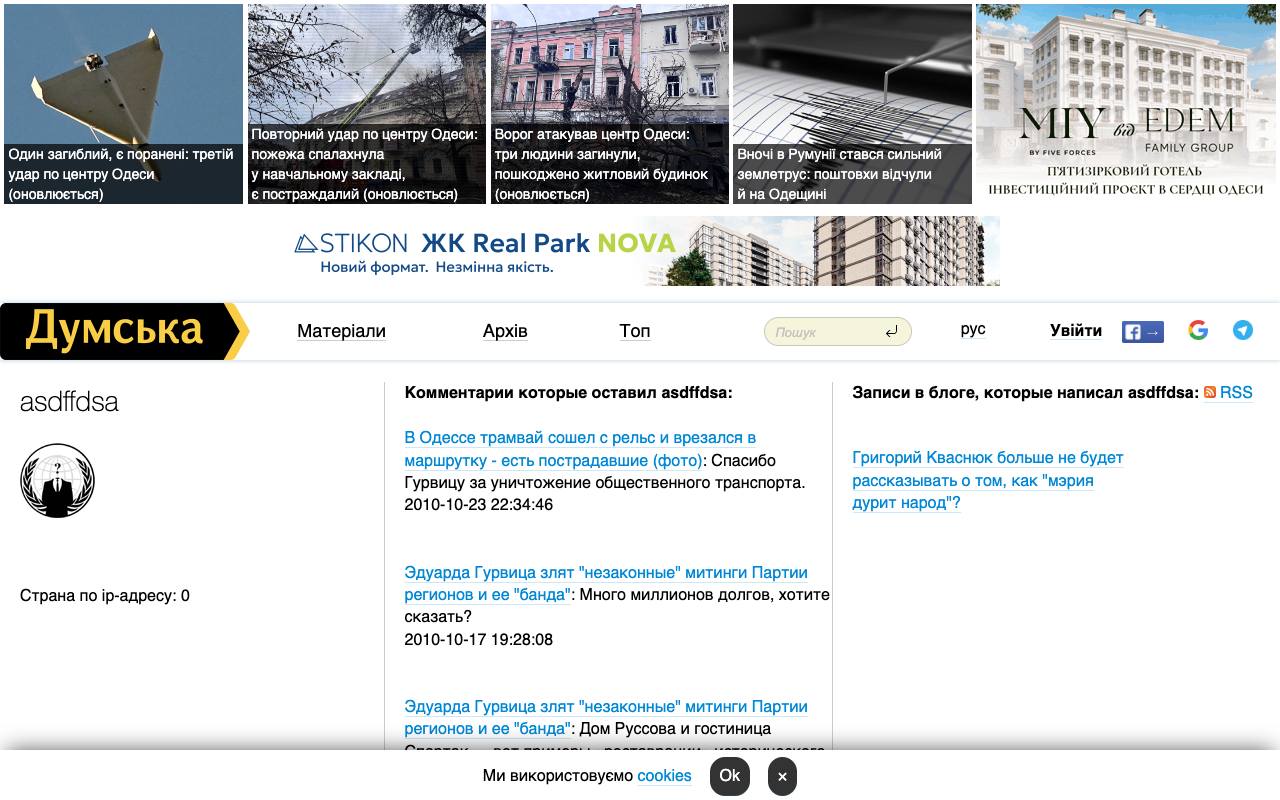 Один загиблий, є поранені: третій
удар по центру Одеси
(оновлюється)
Повторний удар по центру Одеси:
пожежа спалахнула
у навчальному закладі,
є постраждалий (оновлюється)
Ворог атакував центр Одеси:
три людини загинули,
пошкоджено житловий будинок
(оновлюється)
Вночі в Румунії стався сильний
землетрус: поштовхи відчули
й на Одещині
MIY від EDEM
BY FIVE FORCES FAMILY GROUP
П'ЯТИЗІРКОВИЙ ГОТЕЛЬ
ІНВЕСТИЦІЙНИЙ ПРОЄКТ В СЕРДЦІ ОДЕСИ
STIKON ЖК Real Park NOVA
Новий формат. Незмінна якість.
Думська
Матеріали
Архів
Топ
Пошук
рус
Увійти
asdffdsa
Страна по ip-адресу: 0
Комментарии которые оставил asdffdsa:
В Одессе трамвай сошел с рельс и врезался в
маршрутку - есть пострадавшие (фото): Спасибо
Гурвицу за уничтожение общественного транспорта.
2010-10-23 22:34:46
Эдуарда Гурвица злят "незаконные" митинги Партии
регионов и ее "банда": Много миллионов долгов, хотите
сказать?
2010-10-17 19:28:08
Эдуарда Гурвица злят "незаконные" митинги Партии
регионов и ее "банда": Дом Руссова и гостиница
Записи в блоге, которые написал asdffdsa: RSS
Григорий Кваснюк больше не будет
рассказывать о том, как "мэрия
дурит народ"?
Ми використовуємо cookies Ok ×